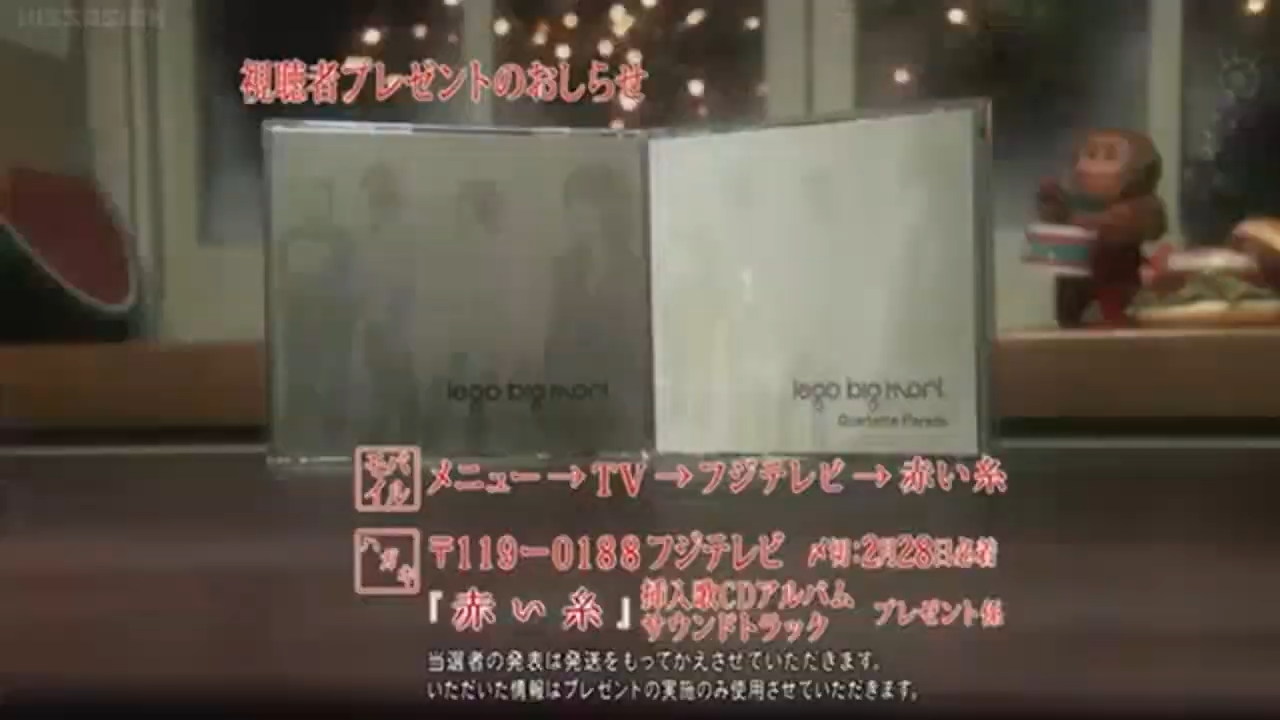 視聴者プレゼントのおしらせ
lego big morl
lego big morl
Quartette Parade
モバイル メニュー→TV→フジテレビ→赤い糸
ハガキ 〒119-0188 フジテレビ 〆切:2月28日必着
『赤い糸』挿入歌CDアルバム サウンドトラック プレゼント係
当選者の発表は発送をもってかえさせていただきます。
いただいた情報はプレゼントの実施のみ使用させていただきます。